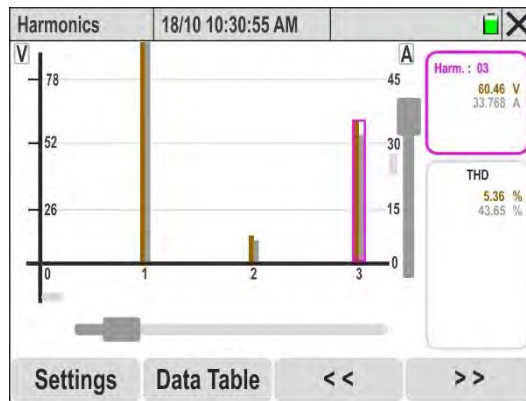 Harmonics 18/10 10:30:55 AM
V A
78 45
52 30
26 15
0
0 1 2 3
Harm. : 03
60.46 V
33.768 A
THD
5.36 %
43.65 %
Settings Data Table << >>